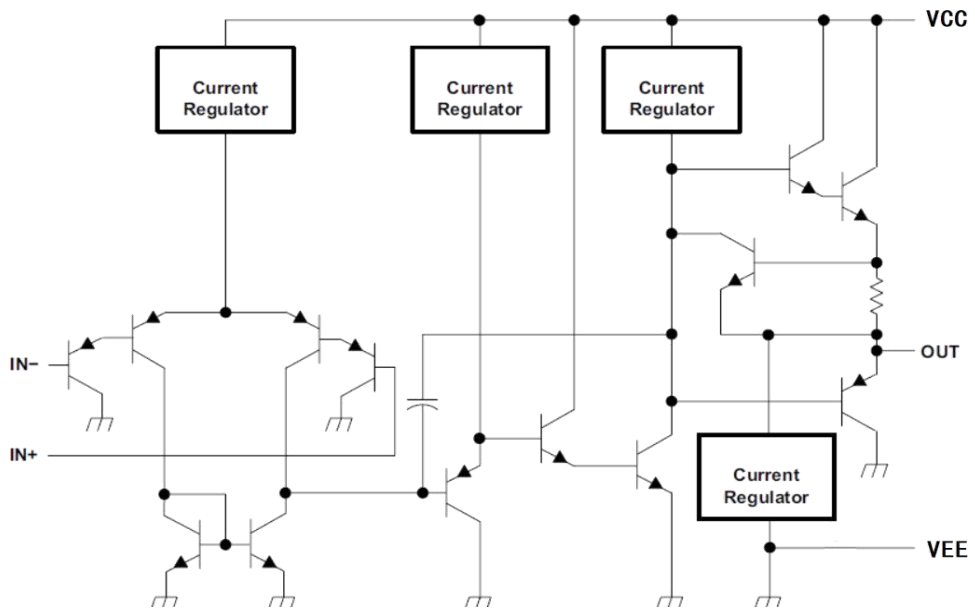 VCC
Current
Regulator
Current
Regulator
Current
Regulator
IN−
OUT
IN+
Current
Regulator
VEE